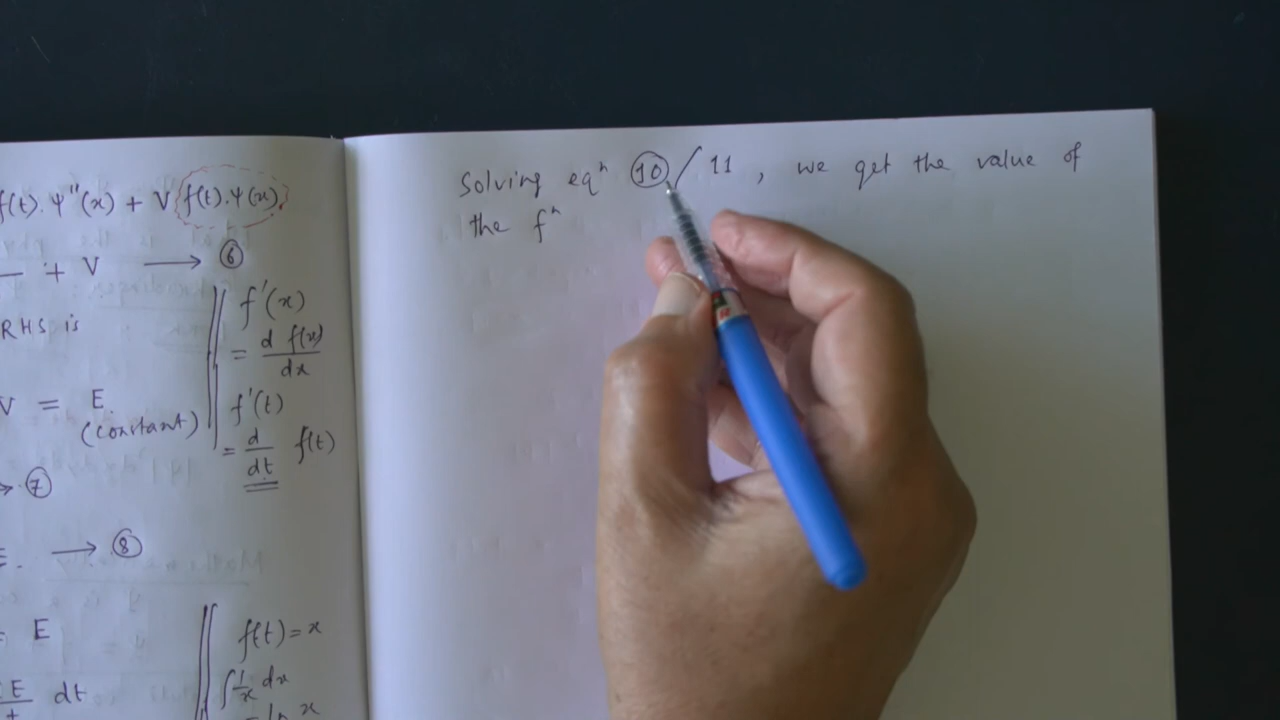 f(t). Ψ"(x) + V f(t).Ψ(x).
+ V ⟶ ⑥
RHS is
V = E.
(constant)
→ ⑦
E. ⟶ ⑧
= E
E dt
f'(x)
= d f(x)
dx
f'(t)
= d f(t)
dt
f(t) = x
∫ 1/x dx
= ln x
Solving eqⁿ ⑩ / 11 , we get the value of
the fⁿ